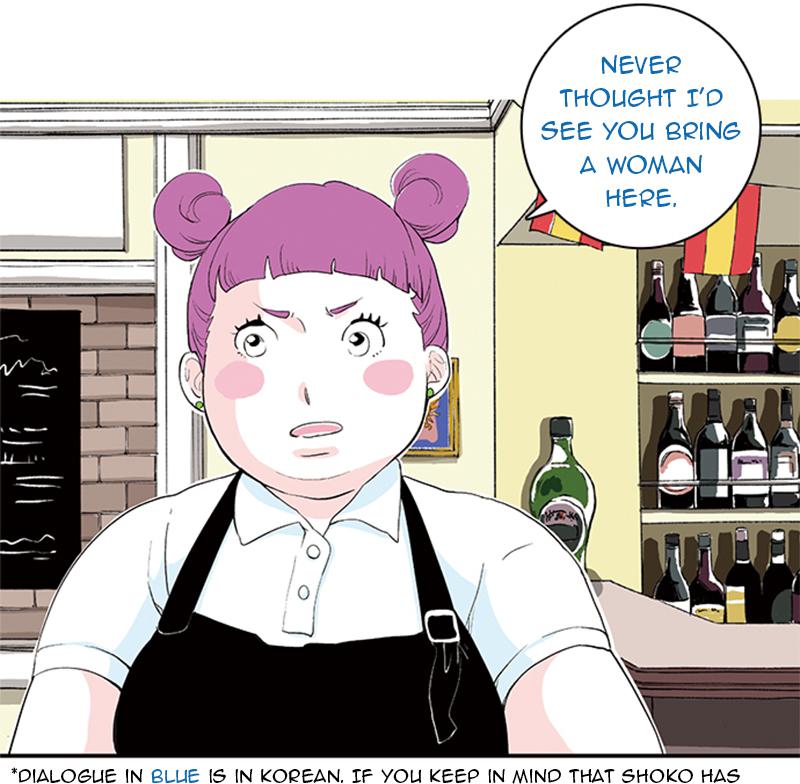 NEVER
THOUGHT I'D
SEE YOU BRING
A WOMAN
HERE.
*DIALOGUE IN BLUE IS IN KOREAN. IF YOU KEEP IN MIND THAT SHOKO HAS